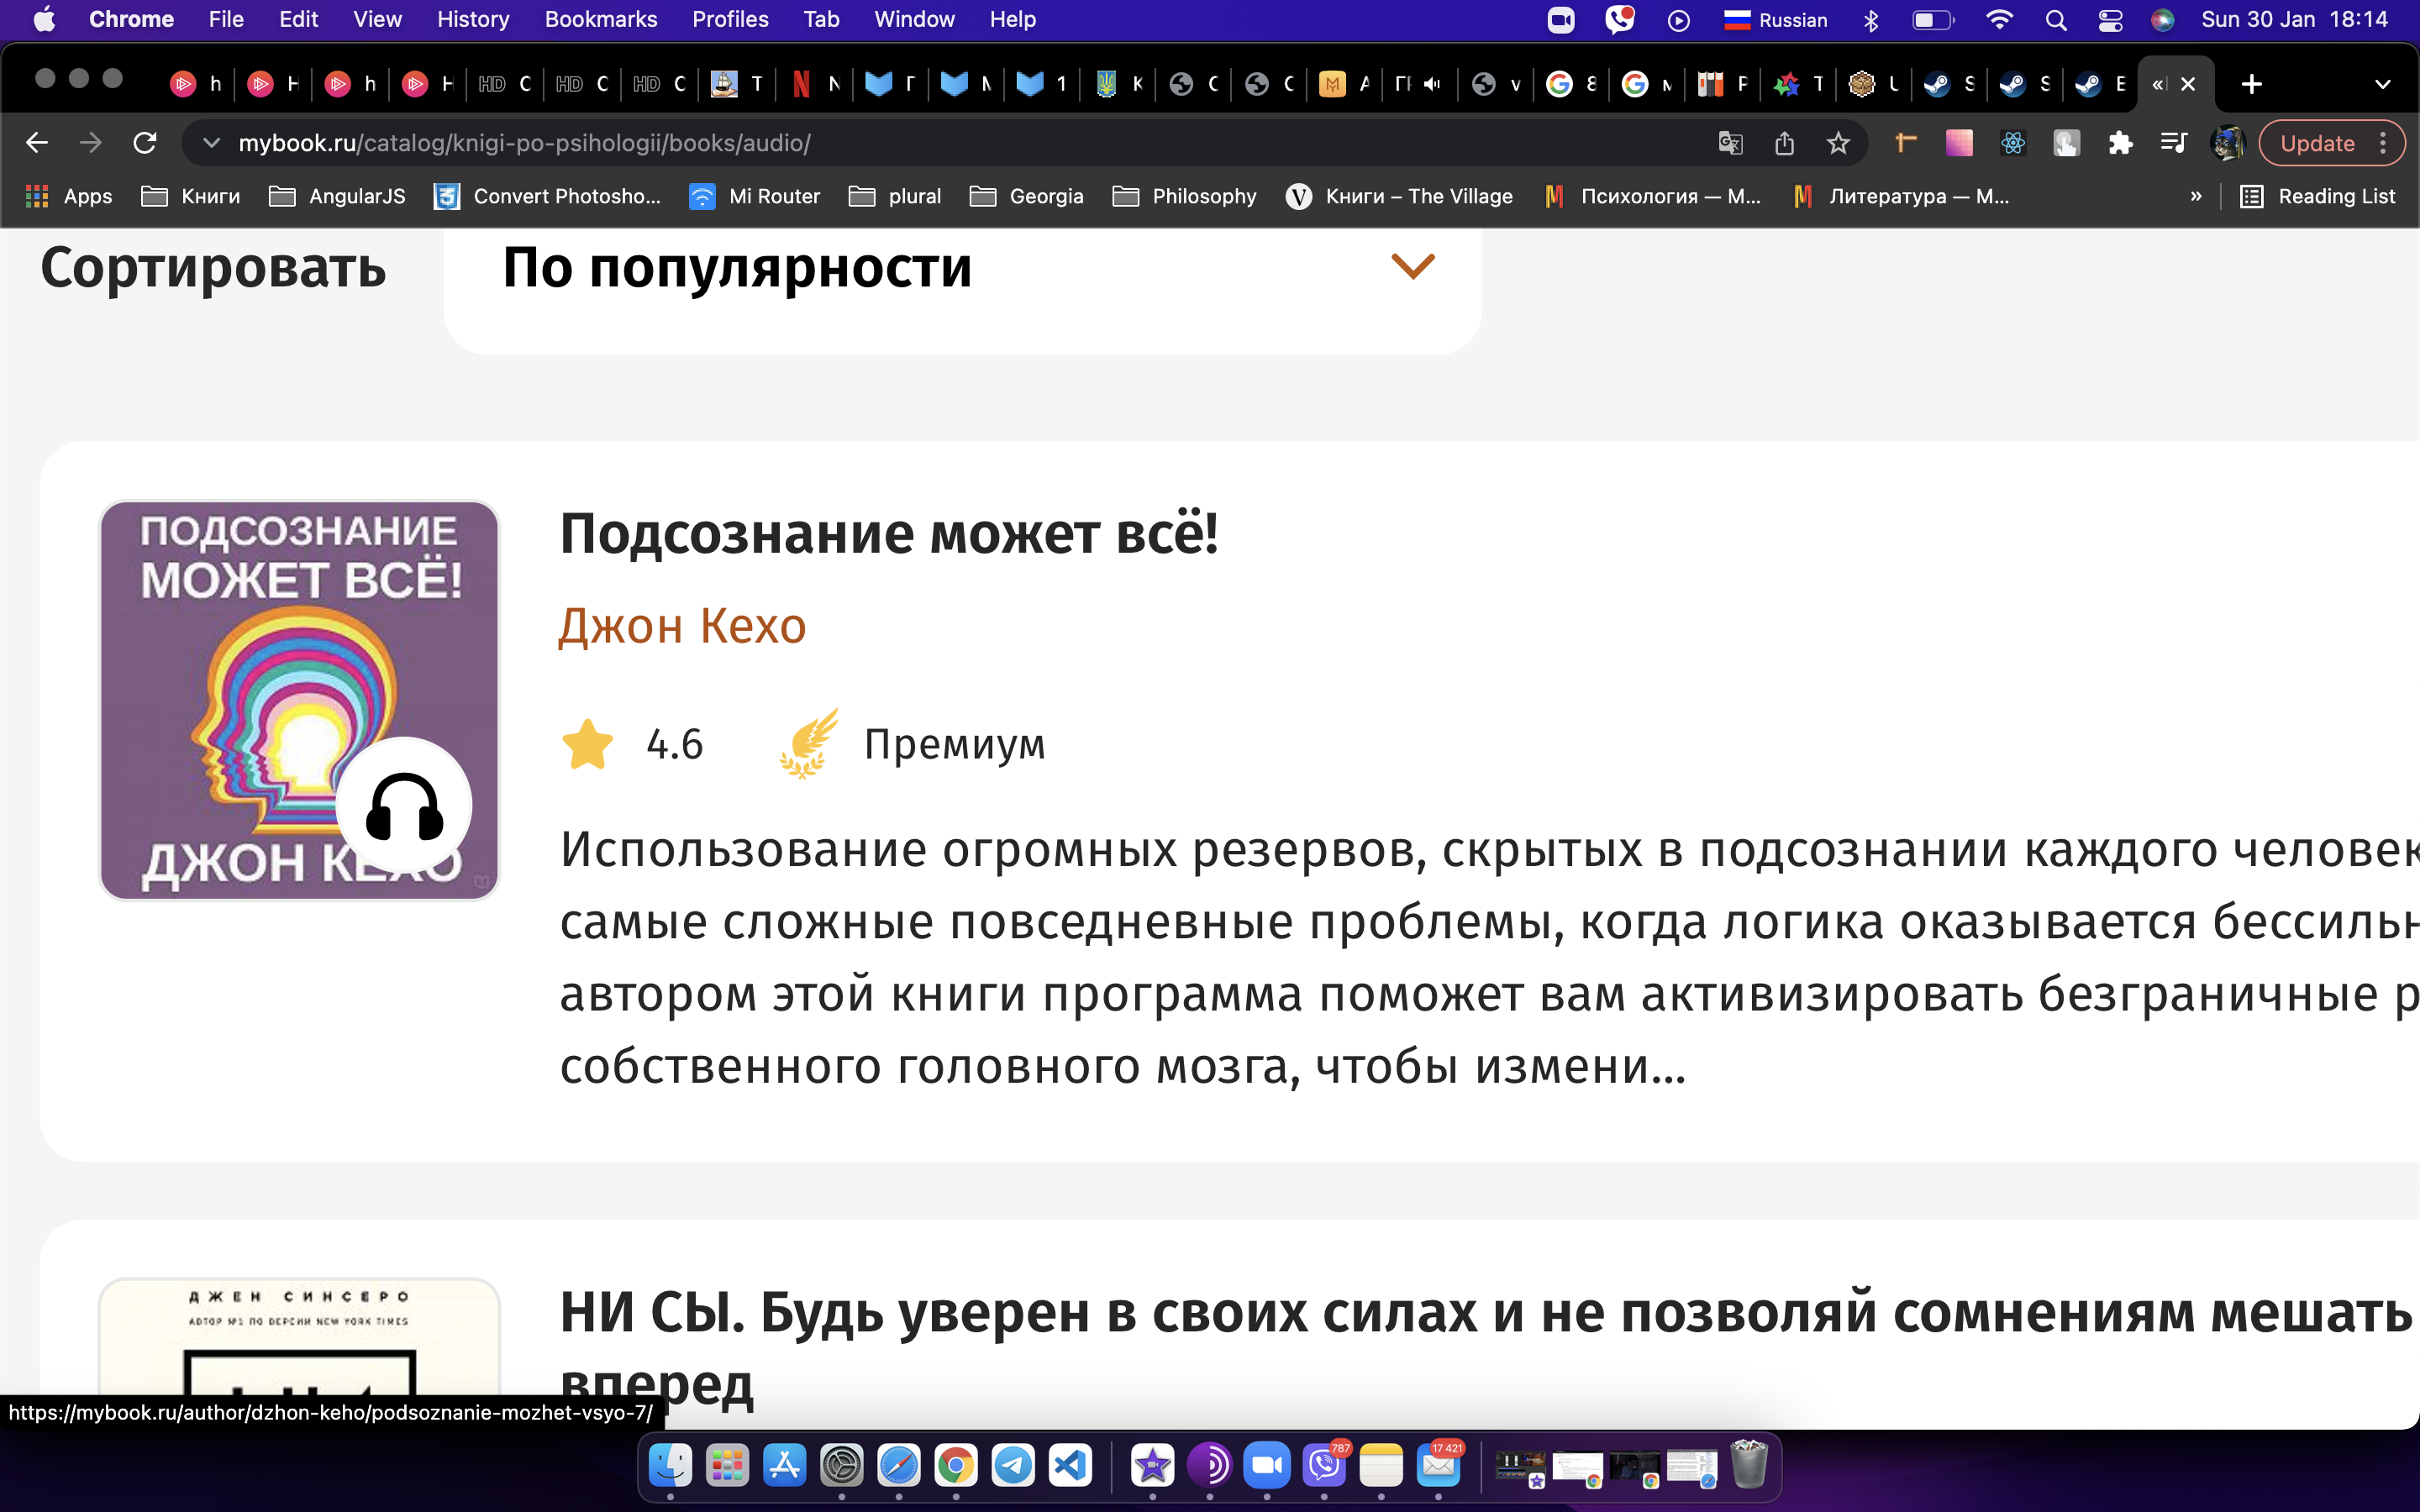 Chrome File Edit View History Bookmarks Profiles Tab Window Help Russian Sun 30 Jan 18:14
h H h H HD C HD C HD C T N 1 K C C A v 8 м P T U S S E «
mybook.ru/catalog/knigi-po-psihologii/books/audio/ Update
Apps Книги AngularJS Convert Photosho... Mi Router plural Georgia Philosophy Книги – The Village Психология — М... Литература — М... » Reading List
Сортировать По популярности
ПОДСОЗНАНИЕ
МОЖЕТ ВСЁ!
ДЖОН КЕХО
Подсознание может всё!
Джон Кехо
4.6 Премиум
Использование огромных резервов, скрытых в подсознании каждого человек
самые сложные повседневные проблемы, когда логика оказывается бессильн
автором этой книги программа поможет вам активизировать безграничные р
собственного головного мозга, чтобы измени...
ДЖЕН СИНСЕРО
АВТОР №1 ПО ВЕРСИИ NEW YORK TIMES
НИ СЫ. Будь уверен в своих силах и не позволяй сомнениям мешать
вперед
https://mybook.ru/author/dzhon-keho/podsoznanie-mozhet-vsyo-7/
787 17 421